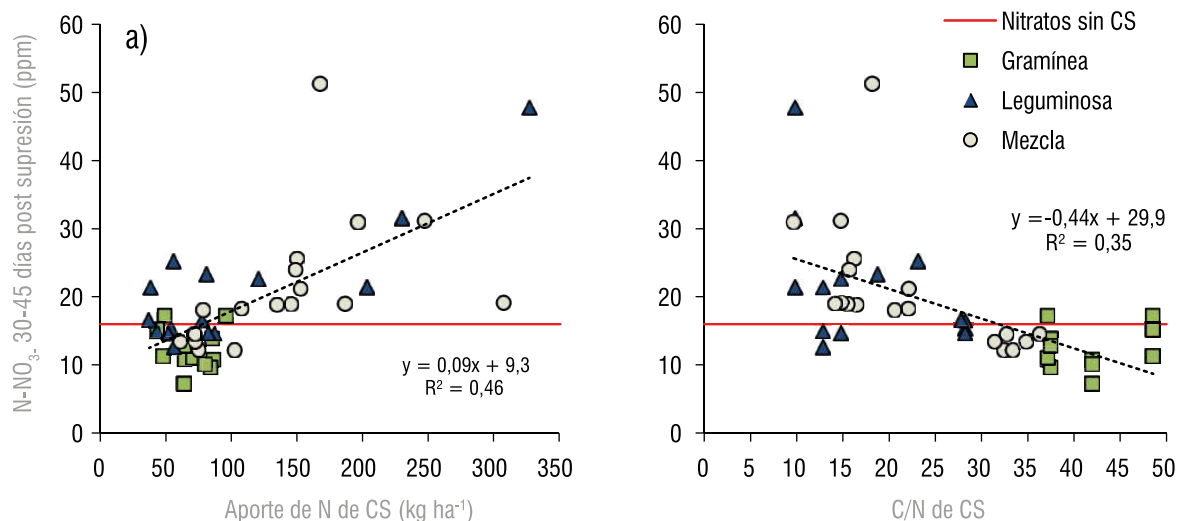 a)
N-NO3- 30-45 días post supresión (ppm)
60
50
40
30
20
10
0
y = 0,09x + 9,3
R² = 0,46
0 50 100 150 200 250 300 350
Aporte de N de CS (kg ha⁻¹)
60
50
40
30
20
10
0
Nitratos sin CS
Gramínea
Leguminosa
Mezcla
y =-0,44x + 29,9
R² = 0,35
0 5 10 15 20 25 30 35 40 45 50
C/N de CS